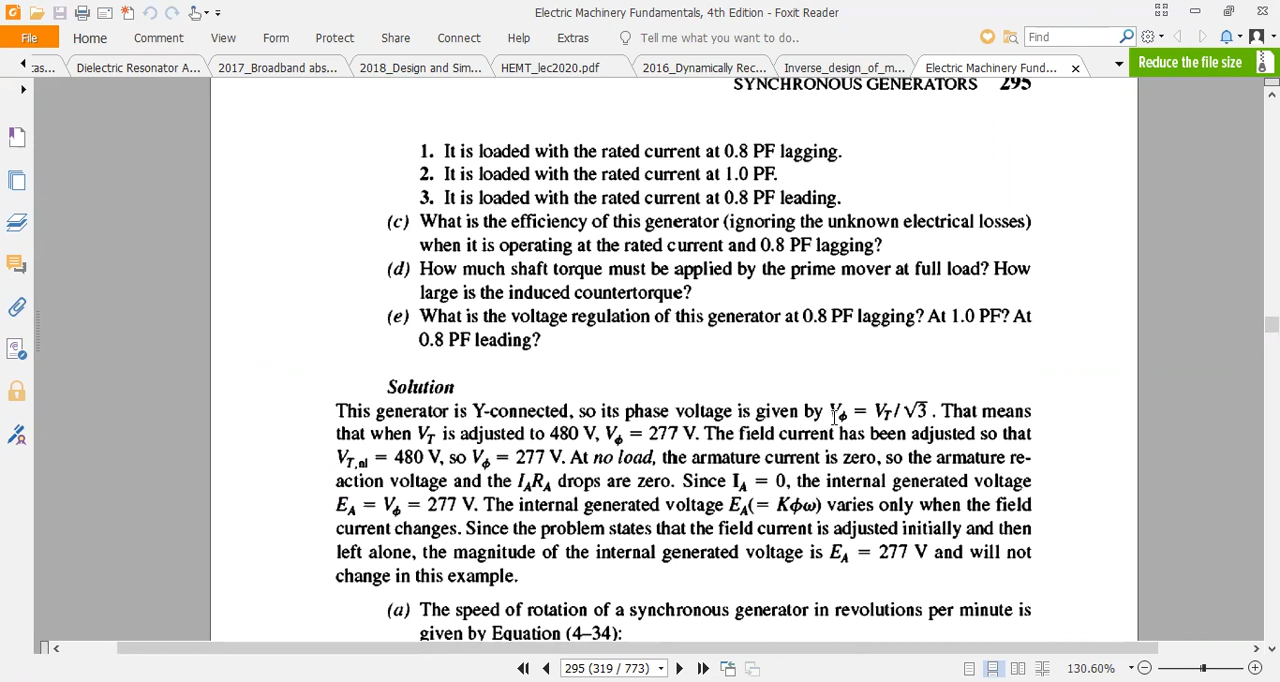 Electric Machinery Fundamentals, 4th Edition - Foxit Reader
File Home Comment View Form Protect Share Connect Help Extras Tell me what you want to do.. Find
tas... Dielectric Resonator A... 2017_Broadband abs... 2018_Design and Sim... HEMT_lec2020.pdf 2016_Dynamically Rec... Inverse_design_of_m... Electric Machinery Fund... Reduce the file size
SYNCHRONOUS GENERATORS 295
1. It is loaded with the rated current at 0.8 PF lagging.
2. It is loaded with the rated current at 1.0 PF.
3. It is loaded with the rated current at 0.8 PF leading.
(c) What is the efficiency of this generator (ignoring the unknown electrical losses)
when it is operating at the rated current and 0.8 PF lagging?
(d) How much shaft torque must be applied by the prime mover at full load? How
large is the induced countertorque?
(e) What is the voltage regulation of this generator at 0.8 PF lagging? At 1.0 PF? At
0.8 PF leading?
Solution
This generator is Y-connected, so its phase voltage is given by Vϕ = VT/√3. That means
that when VT is adjusted to 480 V, Vϕ = 277 V. The field current has been adjusted so that
VT,nl = 480 V, so Vϕ = 277 V. At no load, the armature current is zero, so the armature re-
action voltage and the IARA drops are zero. Since IA = 0, the internal generated voltage
EA = Vϕ = 277 V. The internal generated voltage EA(= Kϕω) varies only when the field
current changes. Since the problem states that the field current is adjusted initially and then
left alone, the magnitude of the internal generated voltage is EA = 277 V and will not
change in this example.
(a) The speed of rotation of a synchronous generator in revolutions per minute is
given by Equation (4–34):
295 (319 / 773) 130.60%